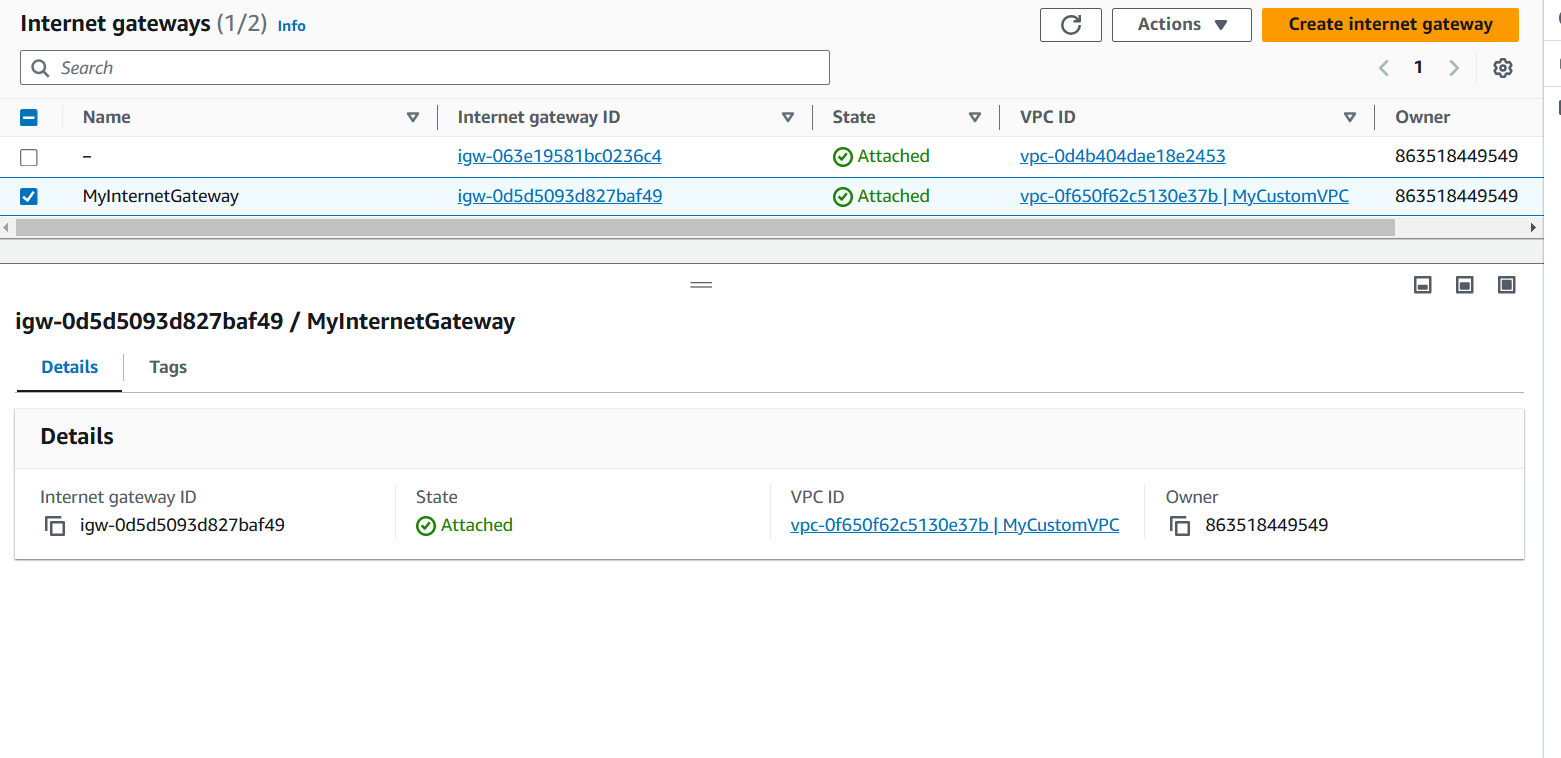 Internet gateways (1/2) Info
Actions
Create internet gateway
Search
1
Name Internet gateway ID State VPC ID Owner
– igw-063e19581bc0236c4 Attached vpc-0d4b404dae18e2453 863518449549
MyInternetGateway igw-0d5d5093d827baf49 Attached vpc-0f650f62c5130e37b | MyCustomVPC 863518449549
igw-0d5d5093d827baf49 / MyInternetGateway
Details Tags
Details
Internet gateway ID State VPC ID Owner
igw-0d5d5093d827baf49 Attached vpc-0f650f62c5130e37b | MyCustomVPC 863518449549